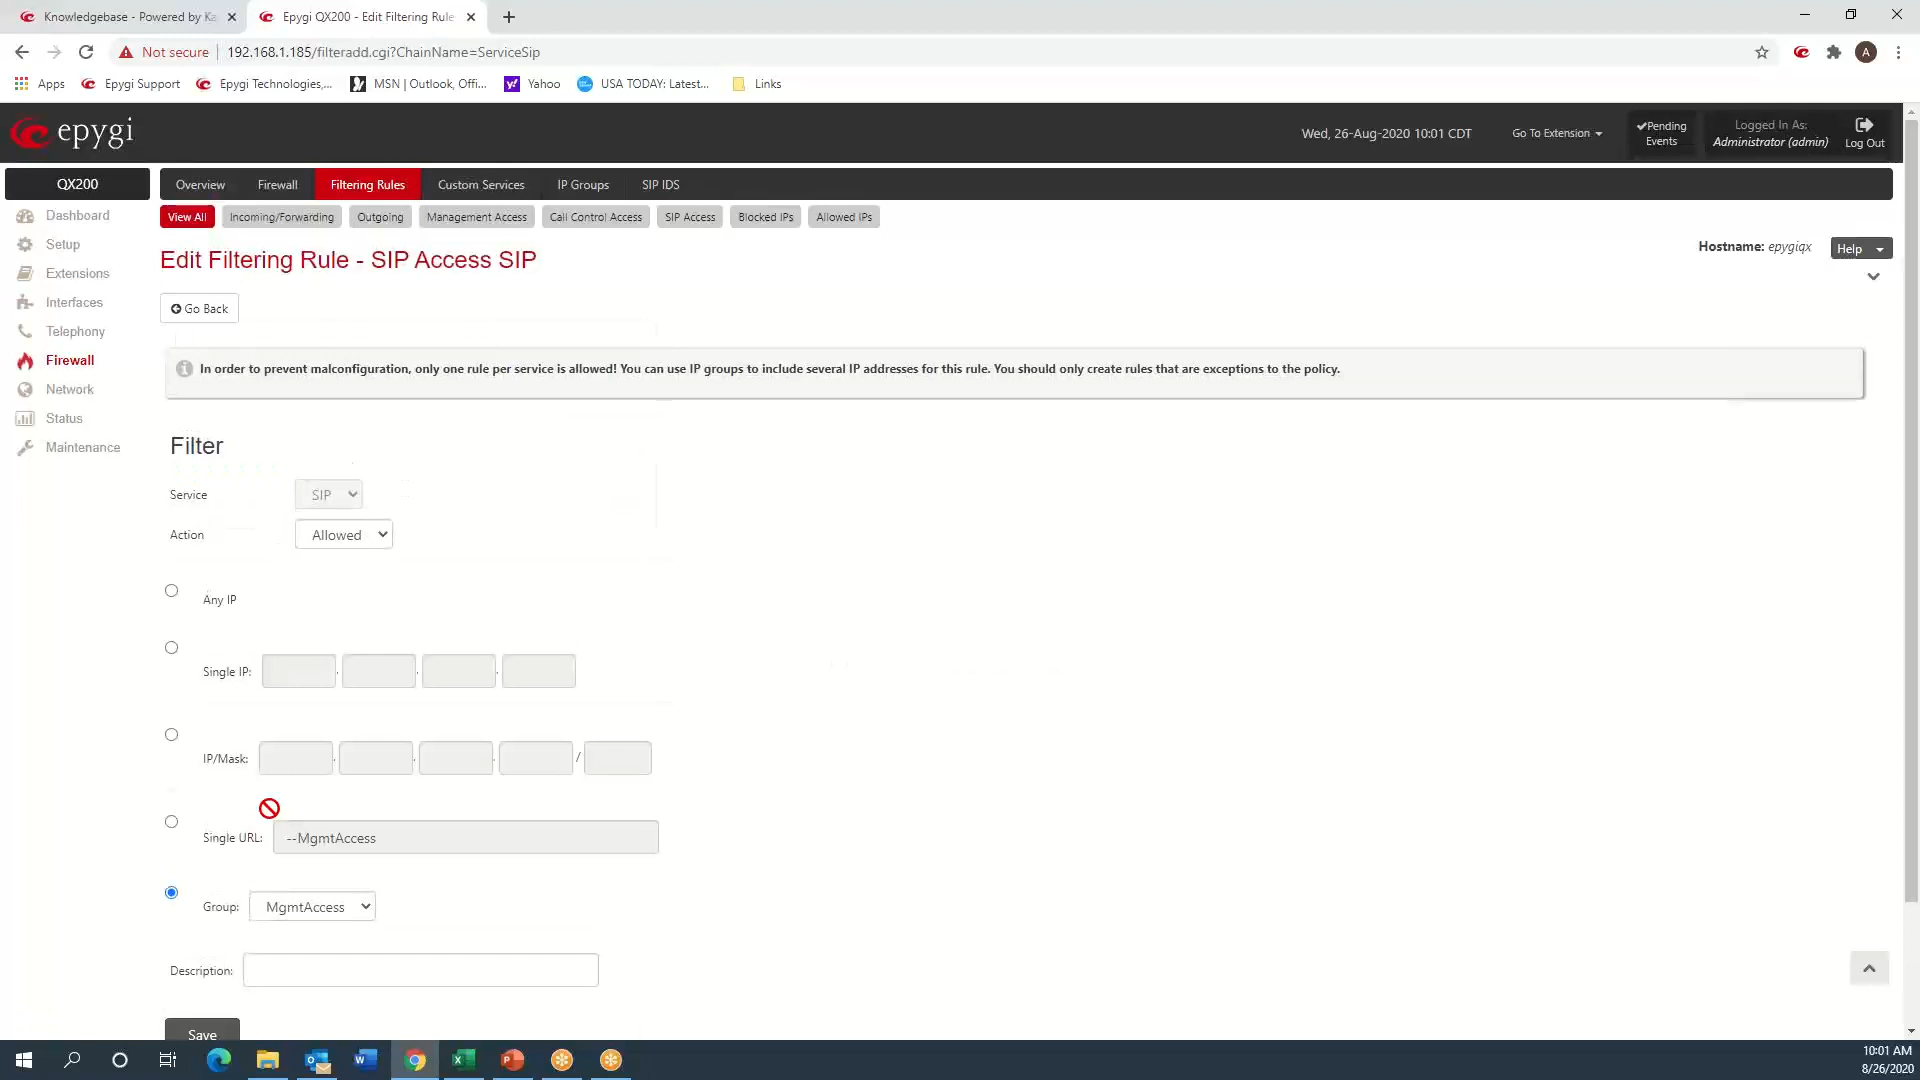 Knowledgebase - Powered by Ka
Epygi QX200 - Edit Filtering Rule
Not secure
192.168.1.185/filteradd.cgi?ChainName=ServiceSip
A
Apps
Epygi Support
Epygi Technologies,...
MSN | Outlook, Offi...
Yahoo
USA TODAY: Latest...
Links
epygi
Wed, 26-Aug-2020 10:01 CDT
Go To Extension
Pending Events
Logged In As:
Administrator (admin)
Log Out
QX200
Overview
Firewall
Filtering Rules
Custom Services
IP Groups
SIP IDS
Dashboard
Setup
Extensions
Interfaces
Telephony
Firewall
Network
Status
Maintenance
View All
Incoming/Forwarding
Outgoing
Management Access
Call Control Access
SIP Access
Blocked IPs
Allowed IPs
Edit Filtering Rule - SIP Access SIP
Hostname: epygiqx
Help
Go Back
In order to prevent malconfiguration, only one rule per service is allowed! You can use IP groups to include several IP addresses for this rule. You should only create rules that are exceptions to the policy.
Filter
Service
SIP
Action
Allowed
Any IP
Single IP:
. . .
IP/Mask:
. . . /
Single URL:
--MgmtAccess
Group:
MgmtAccess
Description:
Save
10:01 AM
8/26/2020